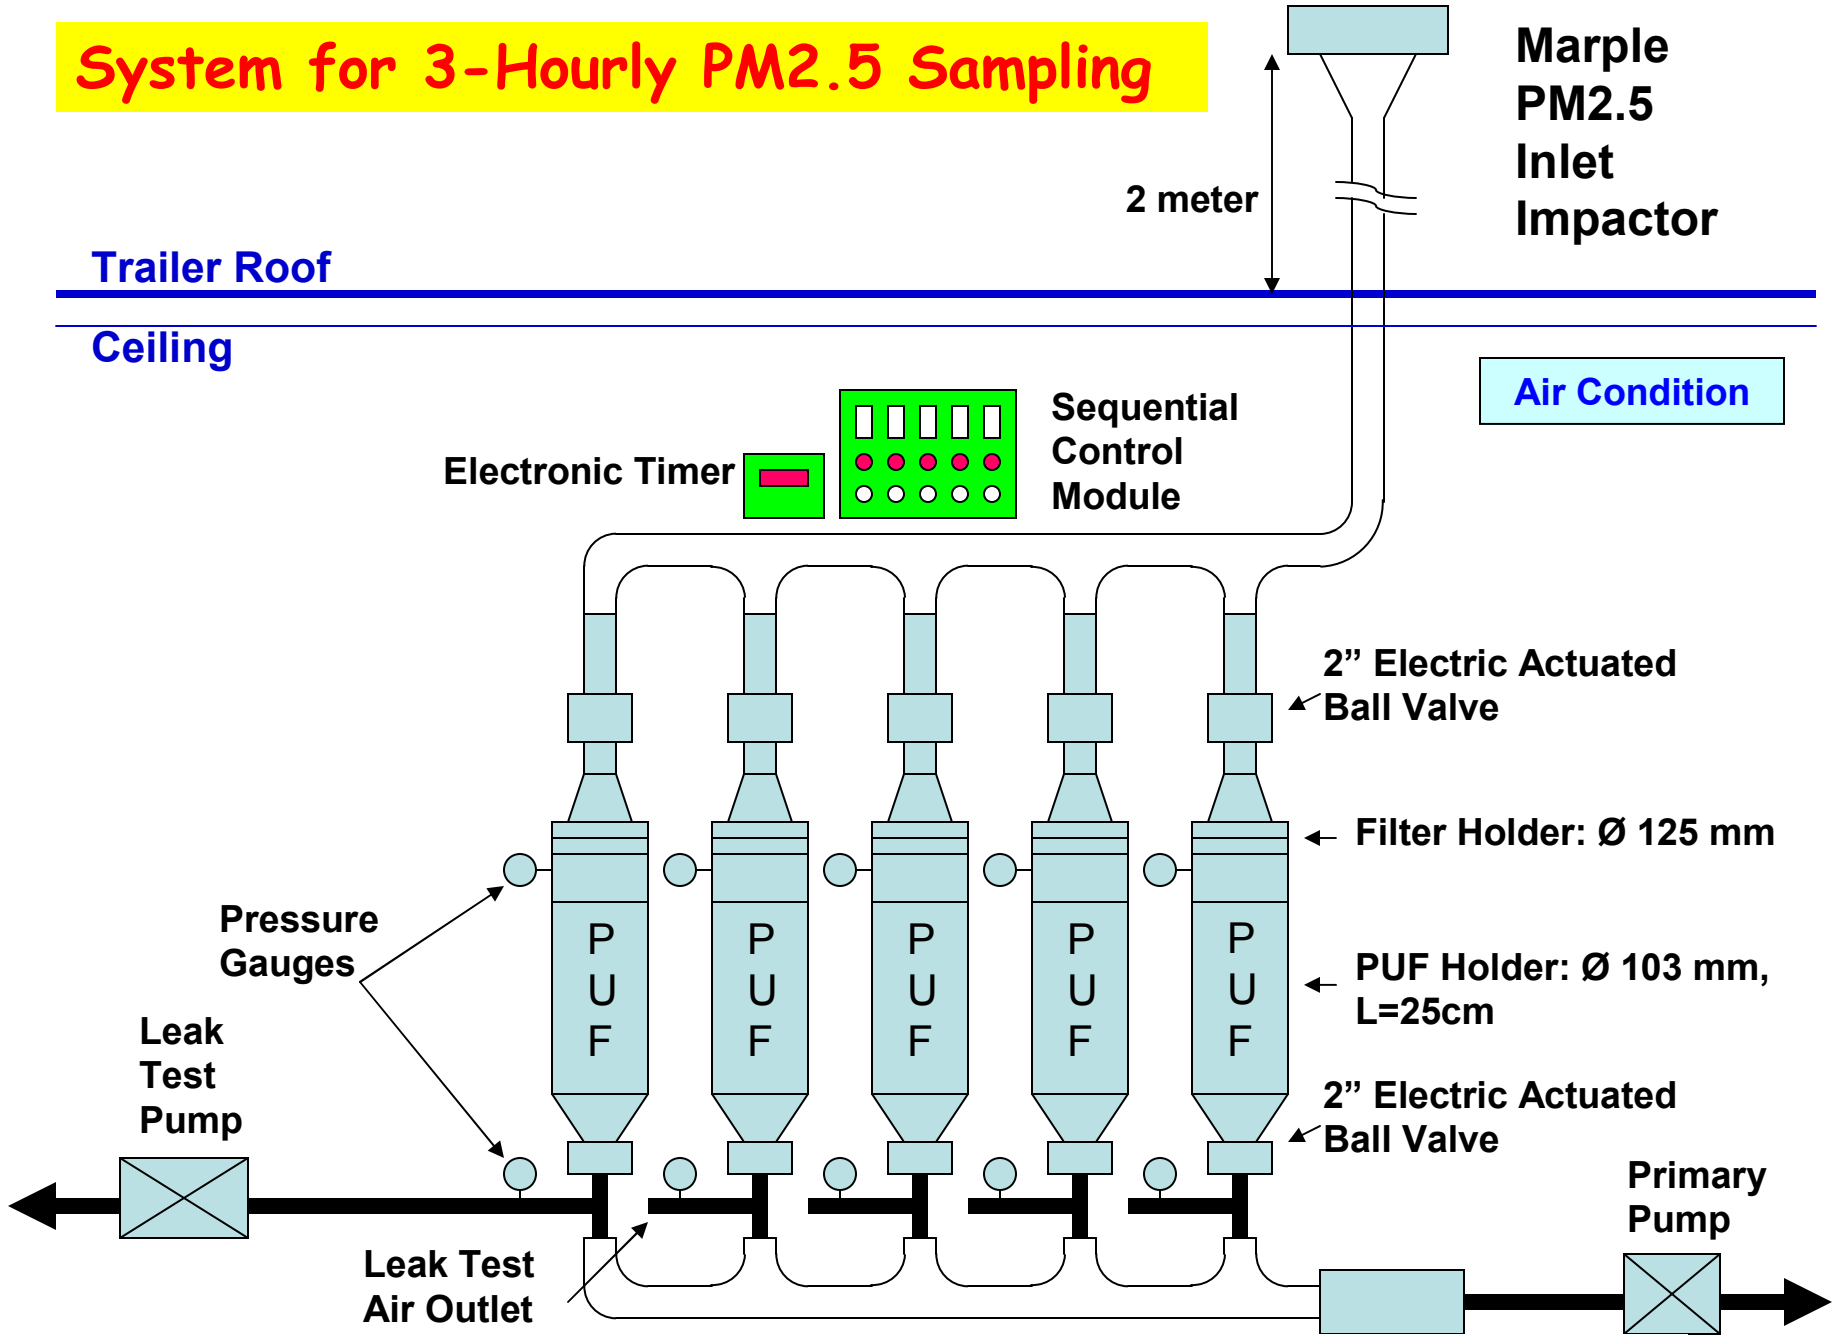 System for 3-Hourly PM2.5 Sampling
Marple
PM2.5
Inlet
Impactor
2 meter
Trailer Roof
Ceiling
Air Condition
Electronic Timer
Sequential
Control
Module
2” Electric Actuated
Ball Valve
Filter Holder: Ø 125 mm
Pressure
Gauges
P
U
F
P
U
F
P
U
F
P
U
F
P
U
F
PUF Holder: Ø 103 mm,
L=25cm
Leak
Test
Pump
2” Electric Actuated
Ball Valve
Primary
Pump
Leak Test
Air Outlet